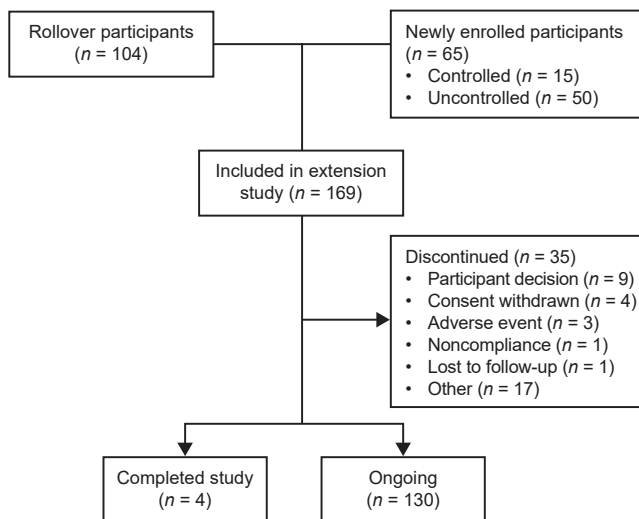 Rollover participants
(n = 104)
Newly enrolled participants
(n = 65)
• Controlled (n = 15)
• Uncontrolled (n = 50)
Included in extension
study (n = 169)
Discontinued (n = 35)
• Participant decision (n = 9)
• Consent withdrawn (n = 4)
• Adverse event (n = 3)
• Noncompliance (n = 1)
• Lost to follow-up (n = 1)
• Other (n = 17)
Completed study
(n = 4)
Ongoing
(n = 130)